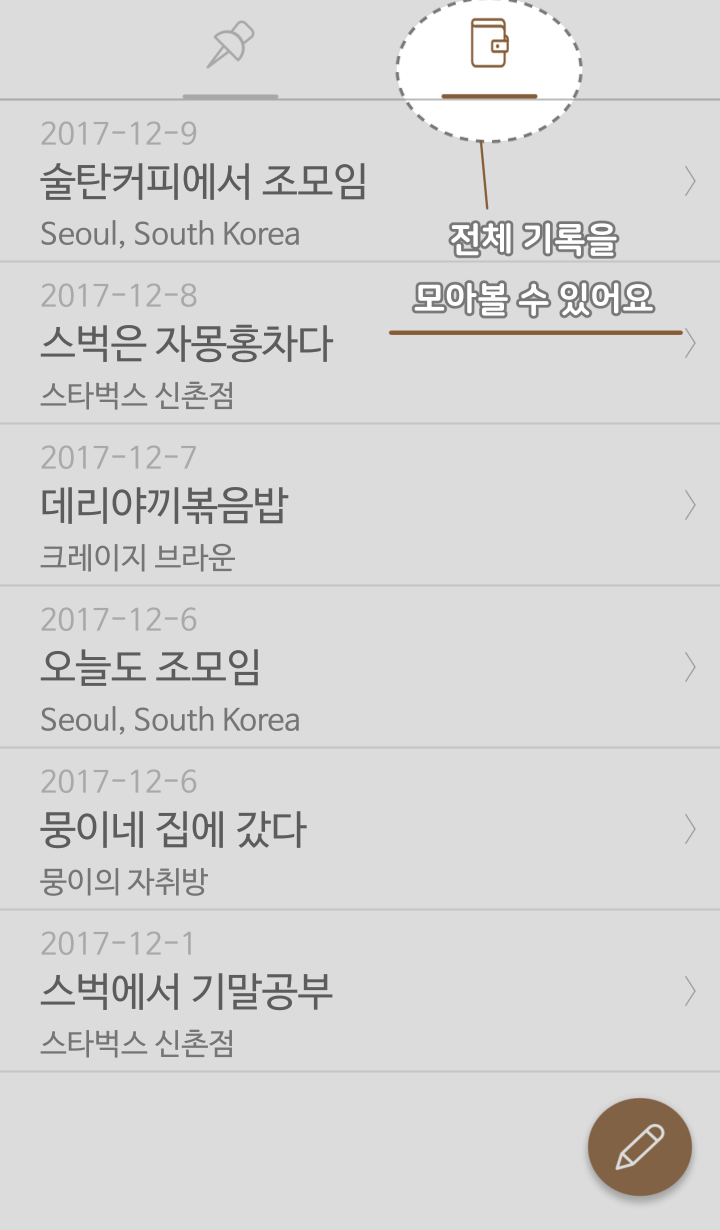 2017-12-9
술탄커피에서 조모임
Seoul, South Korea
전체 기록을
모아볼 수 있어요
2017-12-8
스벅은 자몽홍차다
스타벅스 신촌점
2017-12-7
데리야끼볶음밥
크레이지 브라운
2017-12-6
오늘도 조모임
Seoul, South Korea
2017-12-6
뭉이네 집에 갔다
뭉이의 자취방
2017-12-1
스벅에서 기말공부
스타벅스 신촌점